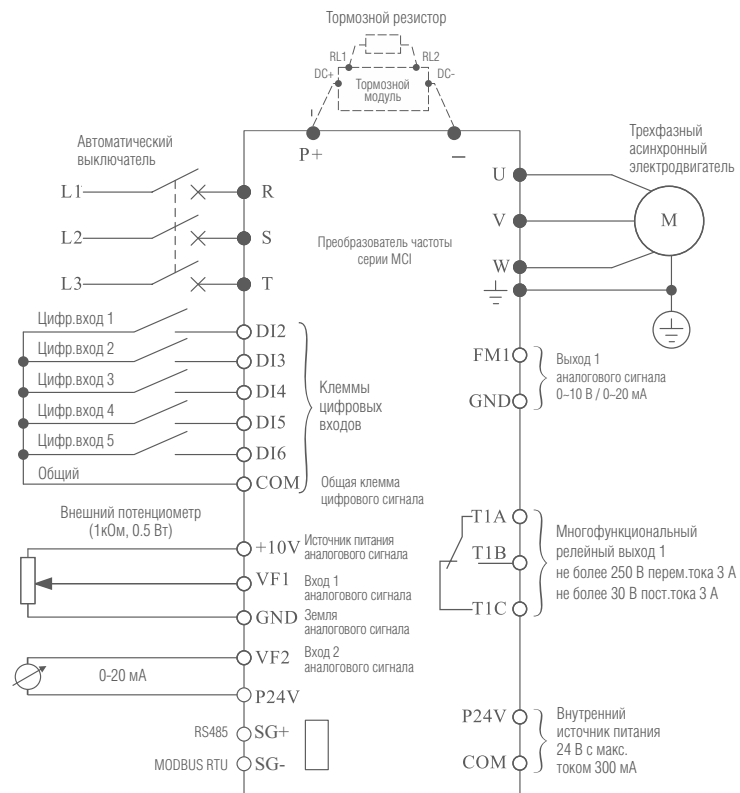 Тормозной резистор
RL1
RL2
DC+
DC-
Тормозной
модуль
P+
–
Автоматический
выключатель
Трехфазный
асинхронный
электродвигатель
L1
R
L2
S
L3
T
U
V
W
M
Преобразователь частоты
серии MCI
Цифр.вход 1
DI2
Цифр.вход 2
DI3
Цифр.вход 3
DI4
Цифр.вход 4
DI5
Цифр.вход 5
DI6
Общий
COM
Клеммы
цифровых
входов
Общая клемма
цифрового сигнала
FM1
GND
Выход 1
аналогового сигнала
0~10 В / 0~20 мА
Внешний потенциометр
(1кОм, 0.5 Вт)
+10V
Источник питания
аналогового сигнала
VF1
Вход 1
аналогового сигнала
GND
Земля
аналогового сигнала
VF2
Вход 2
аналогового сигнала
0-20 мА
P24V
RS485
SG+
MODBUS RTU
SG-
T1A
T1B
T1C
Многофункциональный
релейный выход 1
не более 250 В перем.тока 3 А
не более 30 В пост.тока 3 А
P24V
COM
Внутренний
источник питания
24 В с макс.
током 300 мА